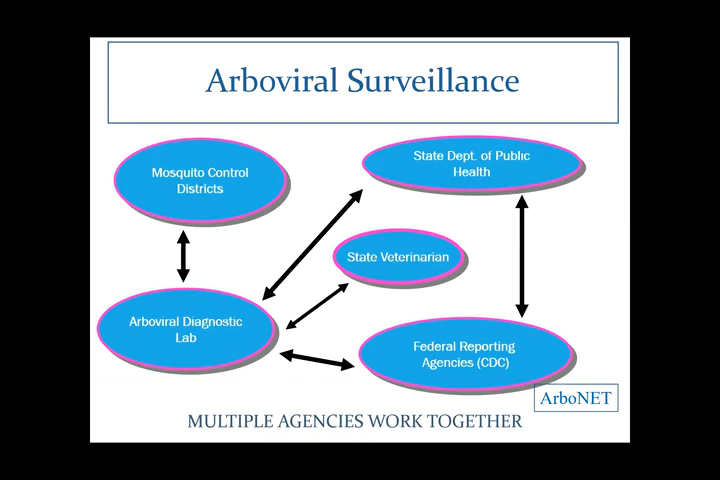 Arboviral Surveillance
Mosquito Control
Districts
State Dept. of Public
Health
State Veterinarian
Arboviral Diagnostic
Lab
Federal Reporting
Agencies (CDC)
ArboNET
MULTIPLE AGENCIES WORK TOGETHER